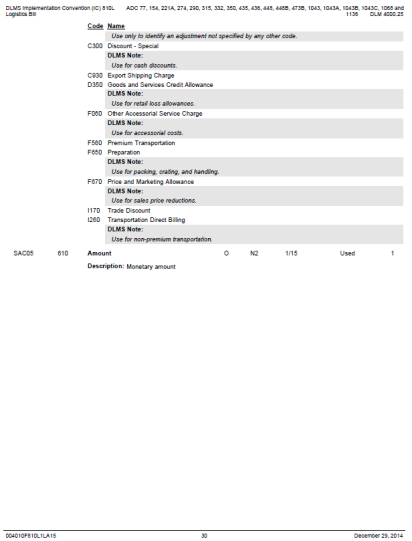 DLMS Implementation Convention (IC) 810L ADC 77, 154, 221A, 274, 290, 315, 332, 350, 435, 436, 448, 448B, 473B, 1043, 1043A, 1043B, 1043C, 1068 and
Logistics Bill 1136 DLM 4000.25
Code Name
Use only to identify an adjustment not specified by any other code.
C300 Discount - Special
DLMS Note:
Use for cash discounts.
C930 Export Shipping Charge
D350 Goods and Services Credit Allowance
DLMS Note:
Use for retail loss allowances.
F060 Other Accessorial Service Charge
DLMS Note:
Use for accessorial costs.
F560 Premium Transportation
F650 Preparation
DLMS Note:
Use for packing, crating, and handling.
F670 Price and Marketing Allowance
DLMS Note:
Use for sales price reductions.
I170 Trade Discount
I260 Transportation Direct Billing
DLMS Note:
Use for non-premium transportation.
SAC05 610 Amount O N2 1/15 Used 1
Description: Monetary amount
004010F810L1LA15 30 December 29, 2014